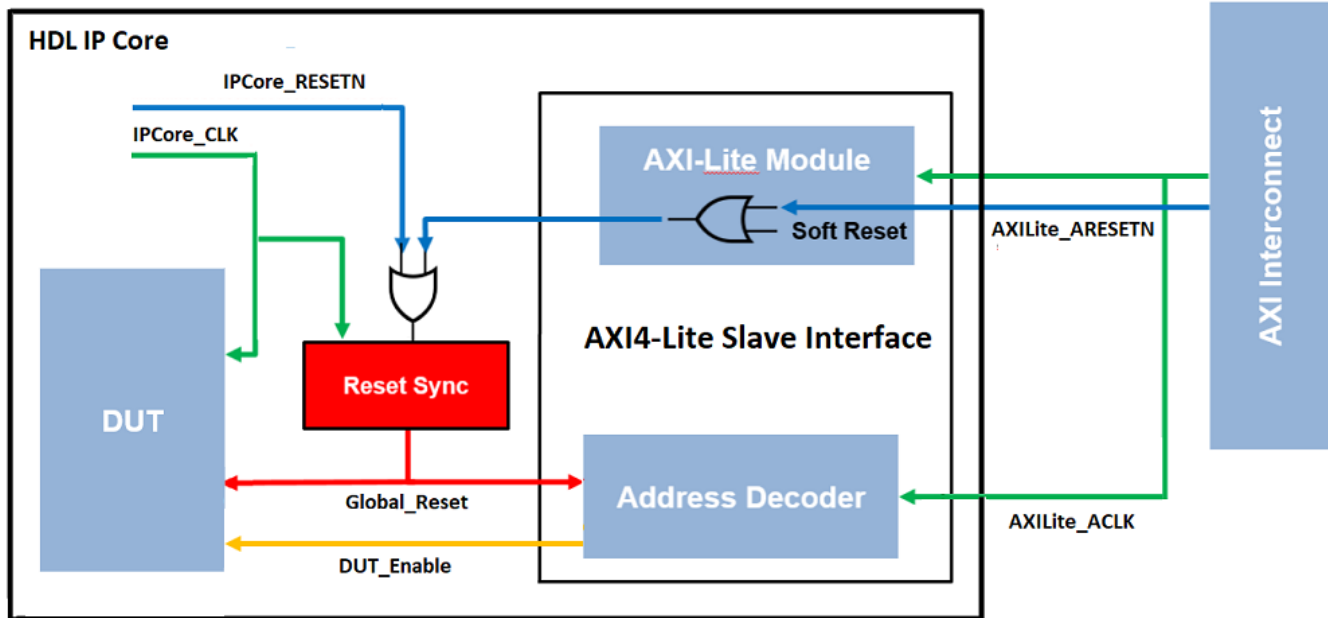 HDL IP Core
IPCore_RESETN
IPCore_CLK
AXI-Lite Module
Soft Reset
AXILite_ARESETN
AXI Interconnect
AXI4-Lite Slave Interface
Reset Sync
DUT
Global_Reset
Address Decoder
AXILite_ACLK
DUT_Enable